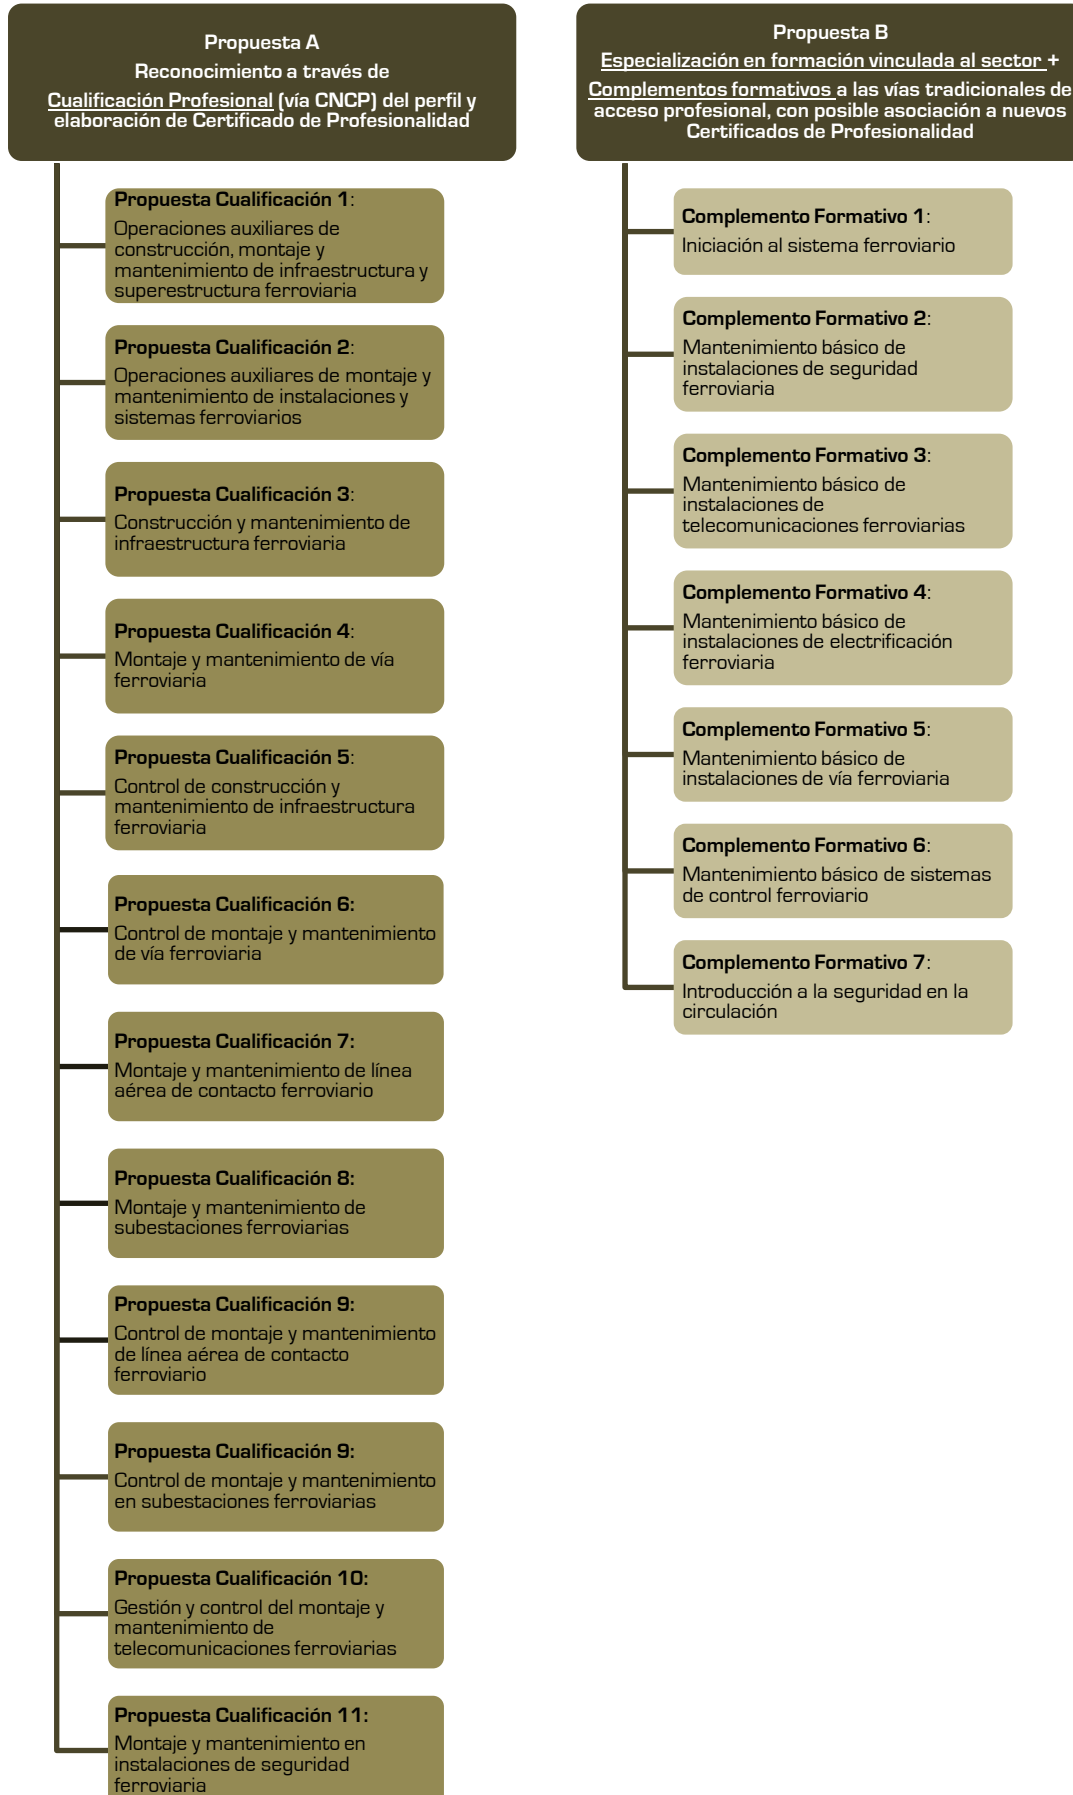 Propuesta A
Reconocimiento a través de
Cualificación Profesional (vía CNCP) del perfil y
elaboración de Certificado de Profesionalidad
Propuesta Cualificación 1:
Operaciones auxiliares de
construcción, montaje y
mantenimiento de infraestructura y
superestructura ferroviaria
Propuesta Cualificación 2:
Operaciones auxiliares de montaje y
mantenimiento de instalaciones y
sistemas ferroviarios
Propuesta Cualificación 3:
Construcción y mantenimiento de
infraestructura ferroviaria
Propuesta Cualificación 4:
Montaje y mantenimiento de vía
ferroviaria
Propuesta Cualificación 5:
Control de construcción y
mantenimiento de infraestructura
ferroviaria
Propuesta Cualificación 6:
Control de montaje y mantenimiento
de vía ferroviaria
Propuesta Cualificación 7:
Montaje y mantenimiento de línea
aérea de contacto ferroviario
Propuesta Cualificación 8:
Montaje y mantenimiento de
subestaciones ferroviarias
Propuesta Cualificación 9:
Control de montaje y mantenimiento
de línea aérea de contacto
ferroviario
Propuesta Cualificación 9:
Control de montaje y mantenimiento
en subestaciones ferroviarias
Propuesta Cualificación 10:
Gestión y control del montaje y
mantenimiento de
telecomunicaciones ferroviarias
Propuesta Cualificación 11:
Montaje y mantenimiento en
instalaciones de seguridad
ferroviaria
Propuesta B
Especialización en formación vinculada al sector +
Complementos formativos a las vías tradicionales de
acceso profesional, con posible asociación a nuevos
Certificados de Profesionalidad
Complemento Formativo 1:
Iniciación al sistema ferroviario
Complemento Formativo 2:
Mantenimiento básico de
instalaciones de seguridad
ferroviaria
Complemento Formativo 3:
Mantenimiento básico de
instalaciones de
telecomunicaciones ferroviarias
Complemento Formativo 4:
Mantenimiento básico de
instalaciones de electrificación
ferroviaria
Complemento Formativo 5:
Mantenimiento básico de
instalaciones de vía ferroviaria
Complemento Formativo 6:
Mantenimiento básico de sistemas
de control ferroviario
Complemento Formativo 7:
Introducción a la seguridad en la
circulación